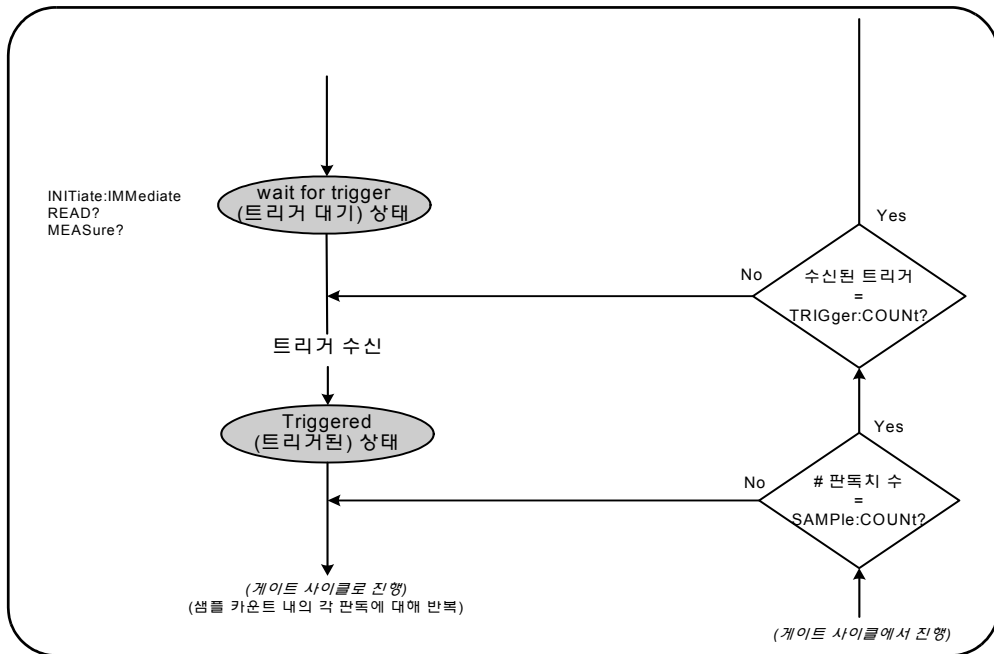 INITiate:IMMediate
READ?
MEASure?
wait for trigger
(트리거 대기) 상태
Yes
No
수신된 트리거
=
TRIGger:COUNt?
트리거 수신
Triggered
(트리거된) 상태
Yes
No
# 판독치 수
=
SAMPle:COUNt?
(게이트 사이클로 진행)
(샘플 카운트 내의 각 판독에 대해 반복)
(게이트 사이클에서 진행)